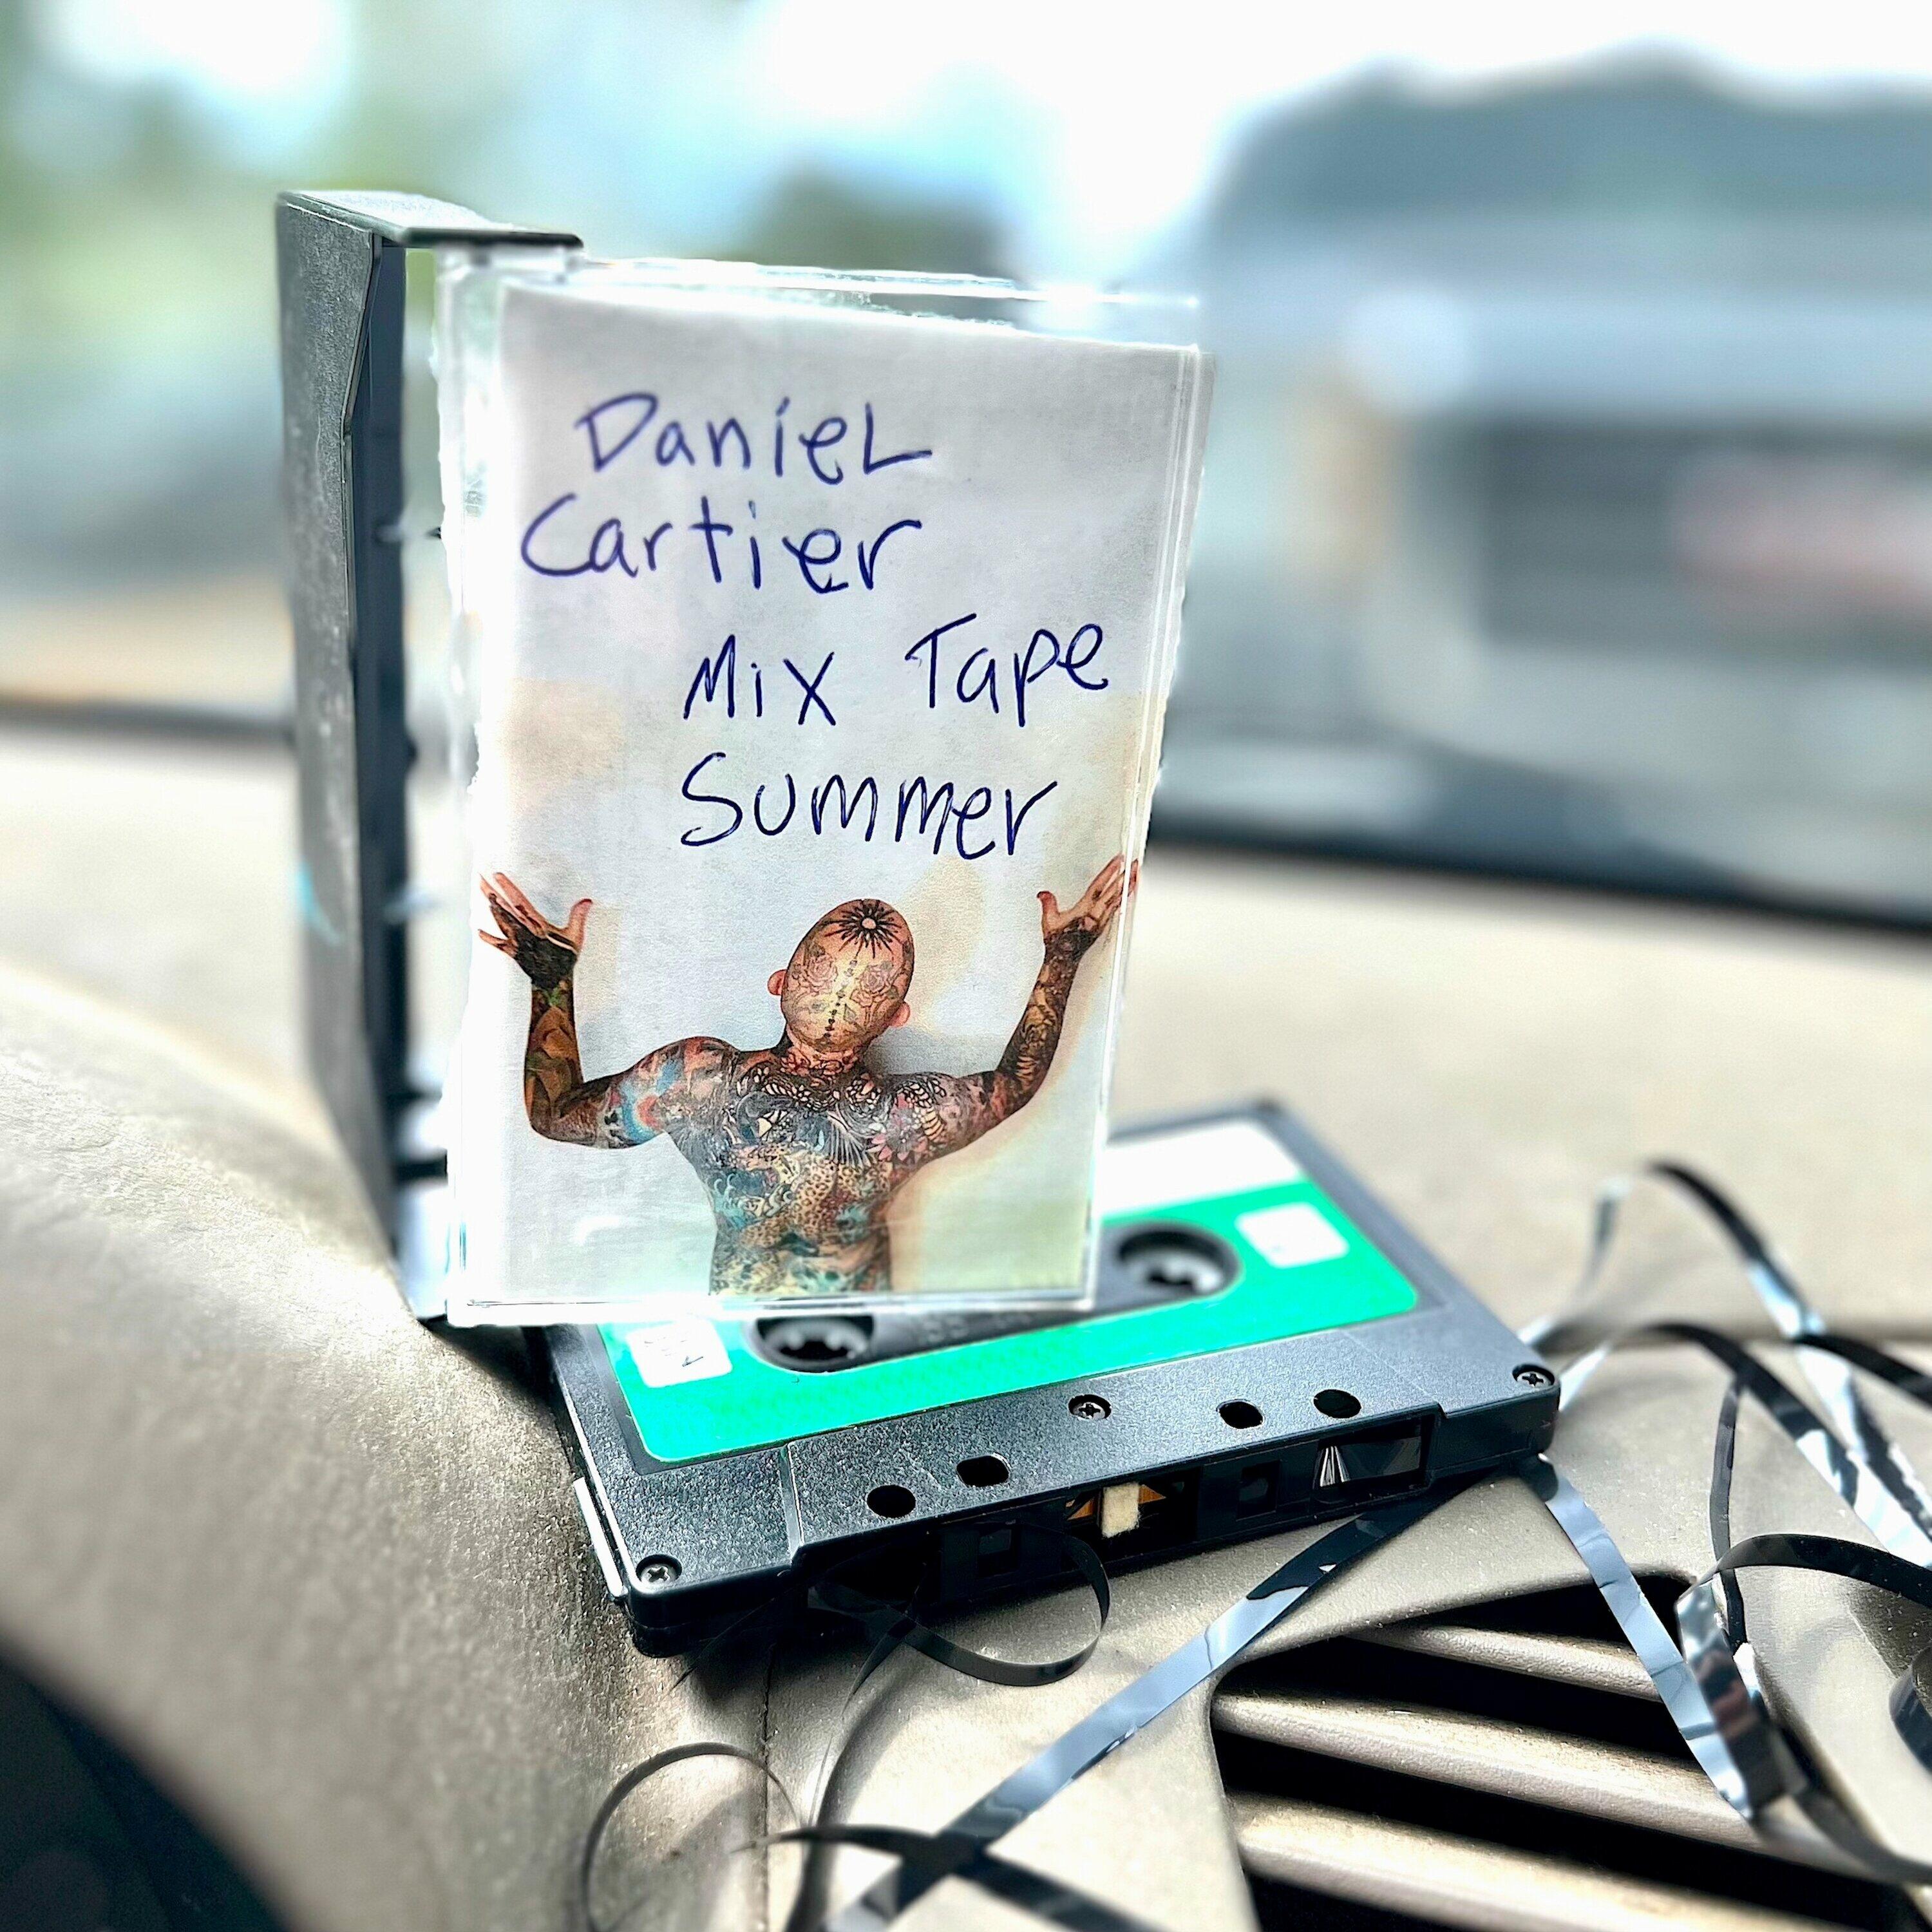 Daniel
Cartier
Mix Tape
Summer